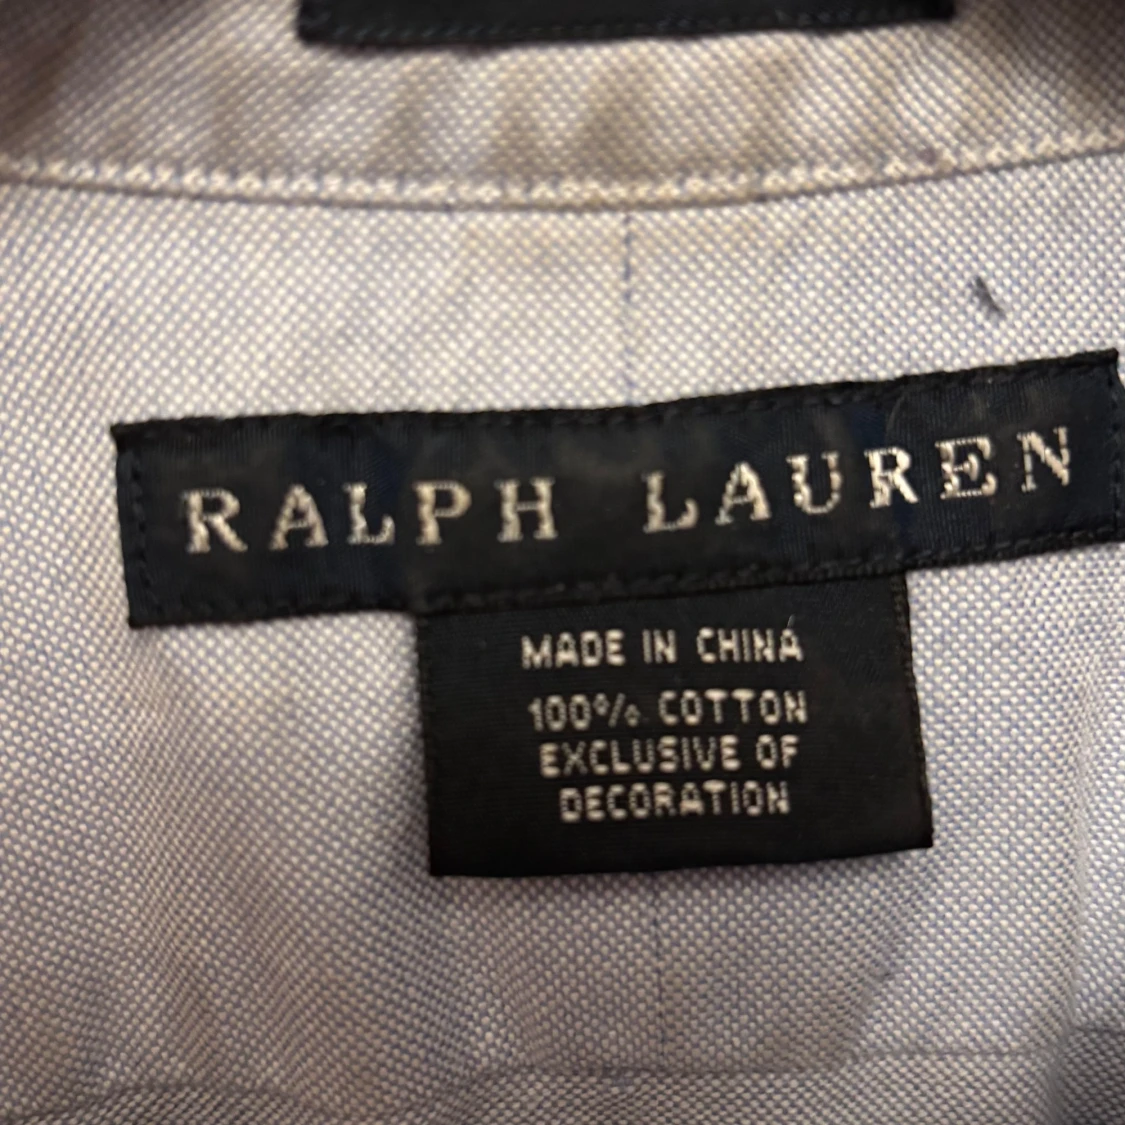 RALPH LAUREN
MADE IN CHINA
100% COTTON
EXCLUSIVE OF
DECORATION